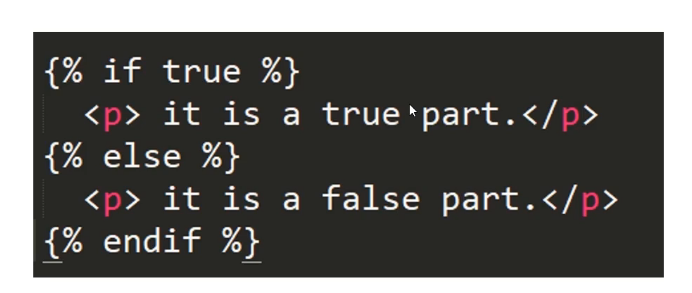 {% if true %}
<p> it is a true part.</p>
{% else %}
<p> it is a false part.</p>
{% endif %}